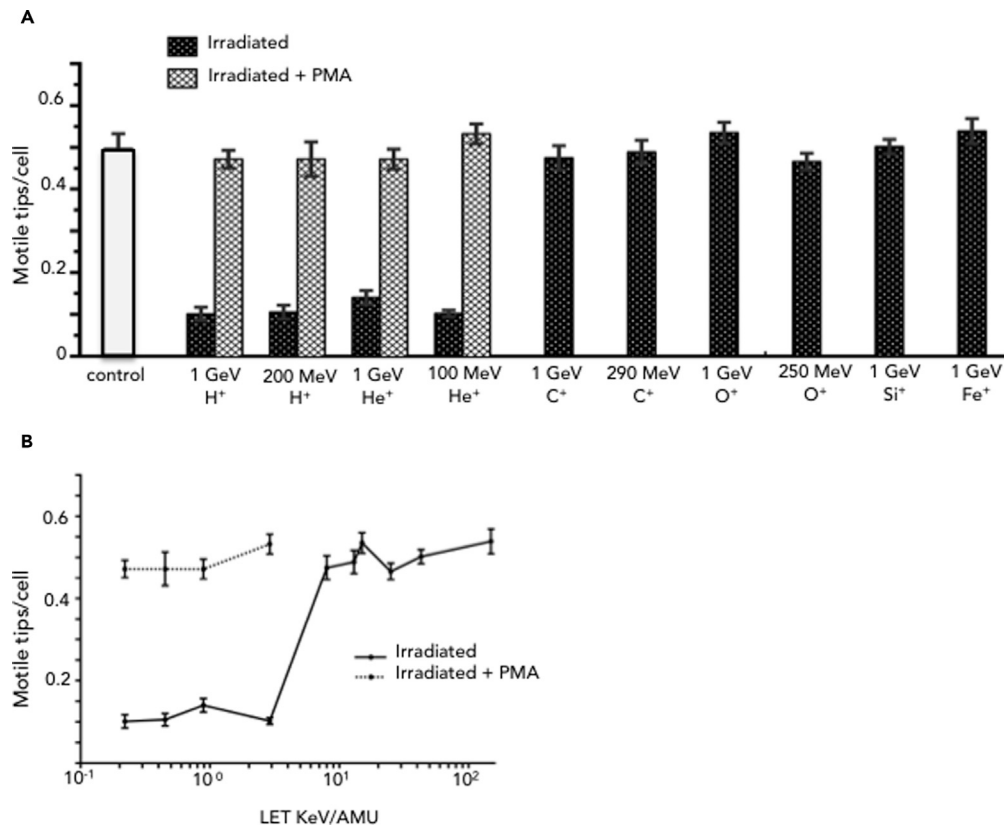 A
Irradiated
Irradiated + PMA
Motile tips/cell
0.6
0.4
0.2
0
control
1 GeV H+
200 MeV H+
1 GeV He+
100 MeV He+
1 GeV C+
290 MeV C+
1 GeV O+
250 MeV O+
1 GeV Si+
1 GeV Fe+
B
Motile tips/cell
0.6
0.4
0.2
Irradiated
Irradiated + PMA
10-1
100
101
102
LET KeV/AMU